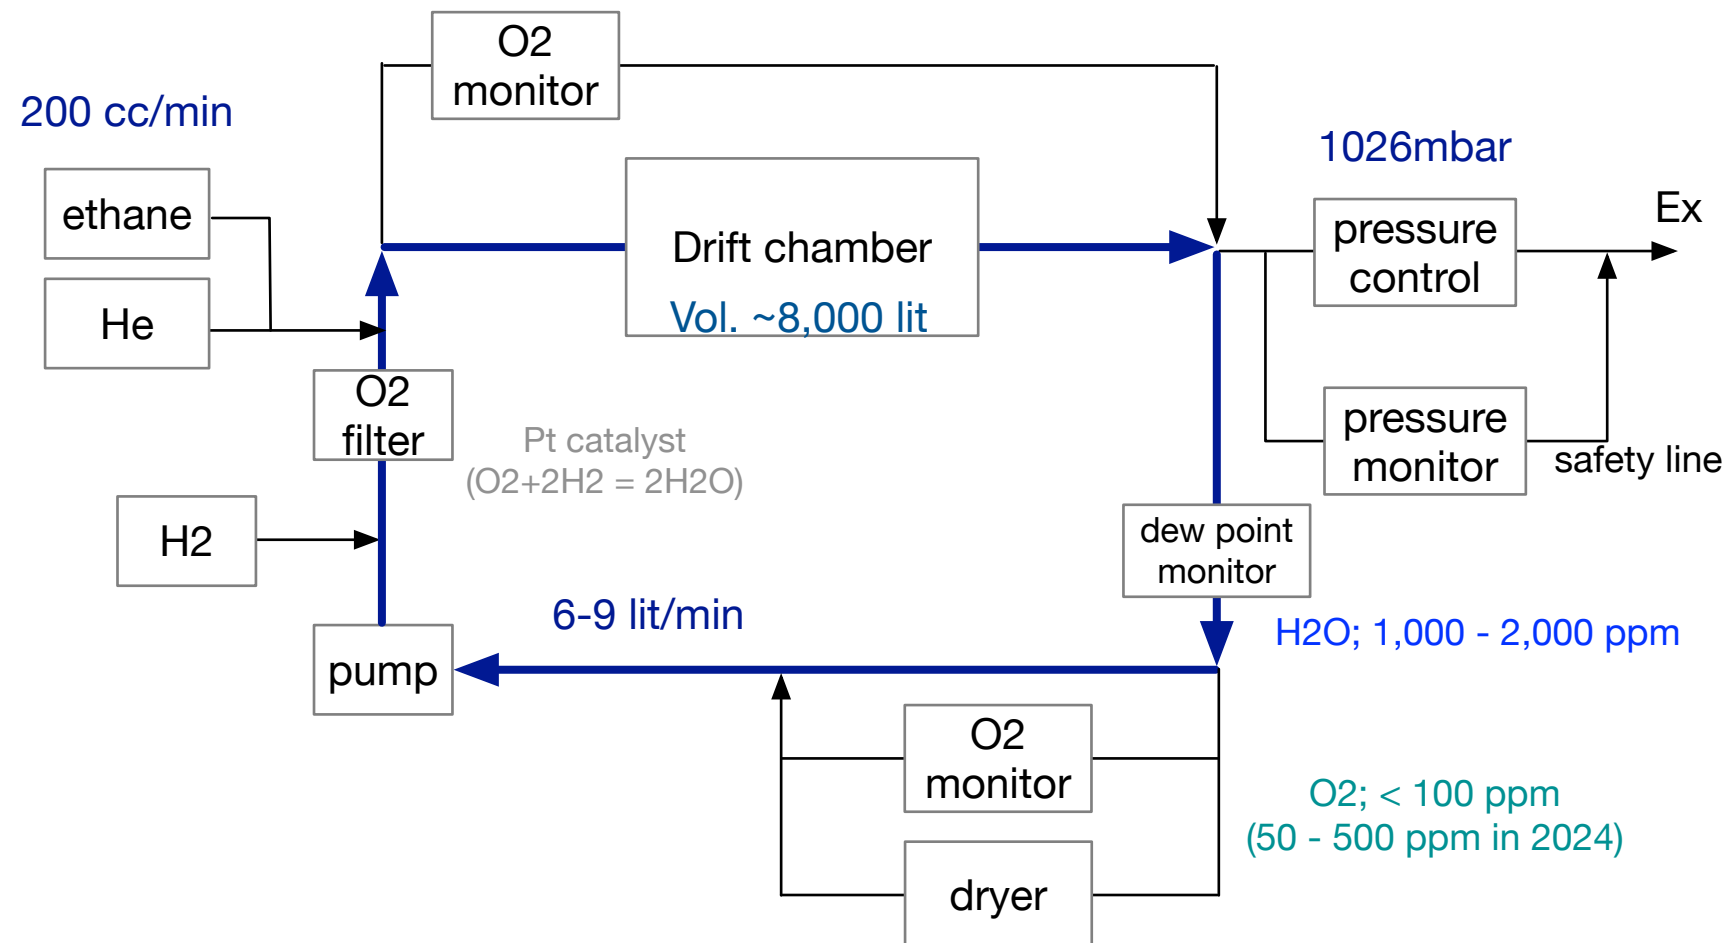 O2
monitor
200 cc/min
1026mbar
ethane
Ex
pressure
control
Drift chamber
Vol. ~8,000 lit
He
O2
filter
Pt catalyst
(O2+2H2 = 2H2O)
pressure
monitor
safety line
H2
dew point
monitor
6-9 lit/min
H2O; 1,000 - 2,000 ppm
pump
O2
monitor
O2; < 100 ppm
(50 - 500 ppm in 2024)
dryer